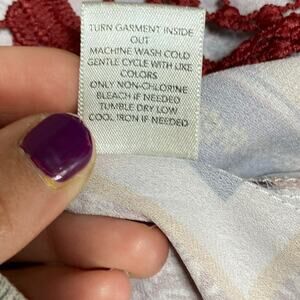 TURN GARMENT INSIDE
OUT
MACHINE WASH COLD
GENTLE CYCLE WITH LIKE
COLORS
ONLY NON-CHLORINE
BLEACH IF NEEDED
TUMBLE DRY LOW
COOL IRON IF NEEDED